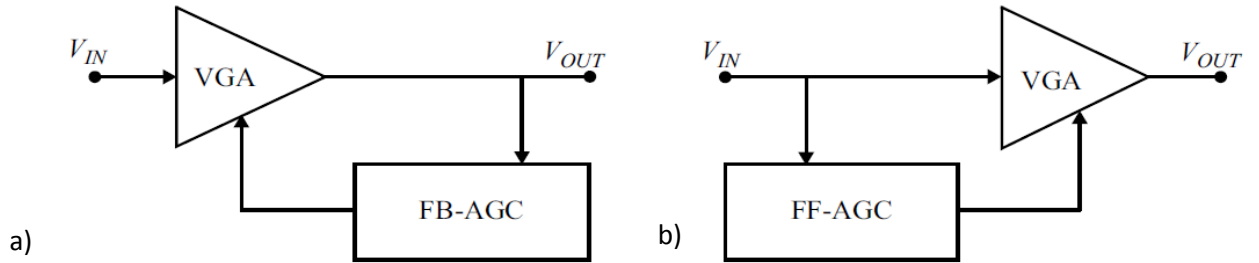 V_IN
VGA
V_OUT
FB-AGC
a)
V_IN
VGA
V_OUT
FF-AGC
b)